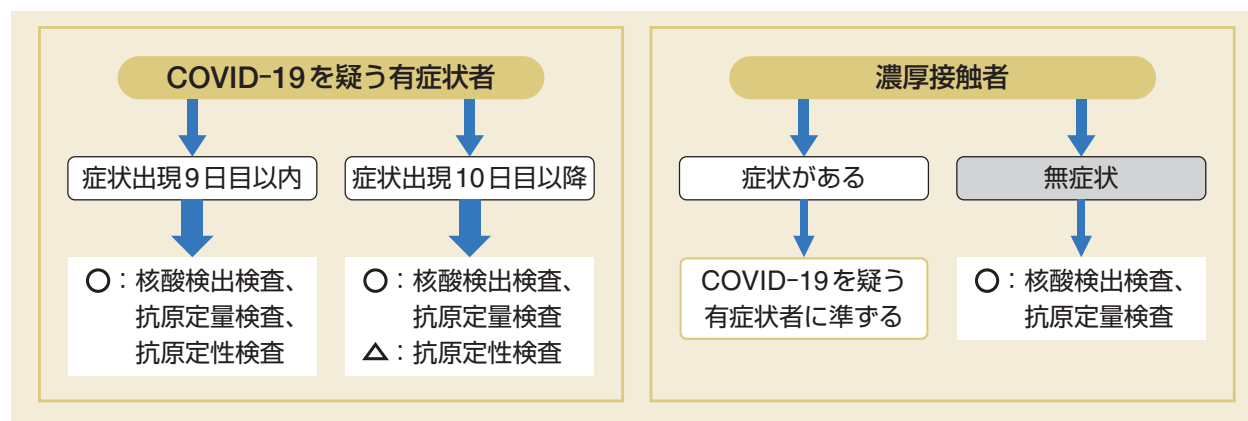 COVID-19を疑う有症状者
症状出現9日目以内
○：核酸検出検査、
抗原定量検査、
抗原定性検査
症状出現10日目以降
○：核酸検出検査、
抗原定量検査
△：抗原定性検査
濃厚接触者
症状がある
COVID-19を疑う
有症状者に準ずる
無症状
○：核酸検出検査、
抗原定量検査